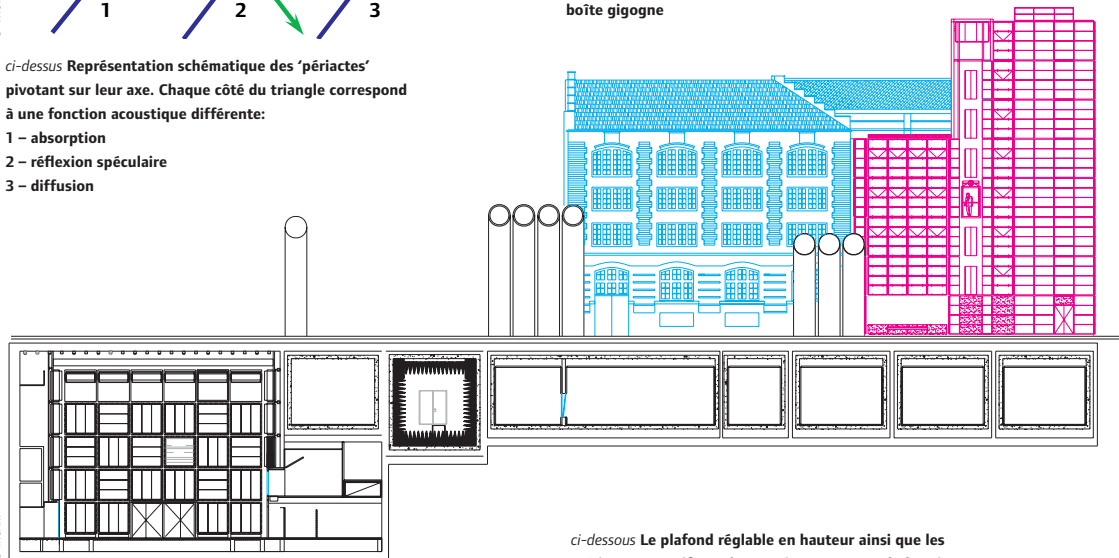 1 2 3
boîte gigogne
ci-dessus Représentation schématique des ‘périactes’
pivotant sur leur axe. Chaque côté du triangle correspond
à une fonction acoustique différente:
1 – absorption
2 – réflexion spéculaire
3 – diffusion
ci-dessous Le plafond réglable en hauteur ainsi que les